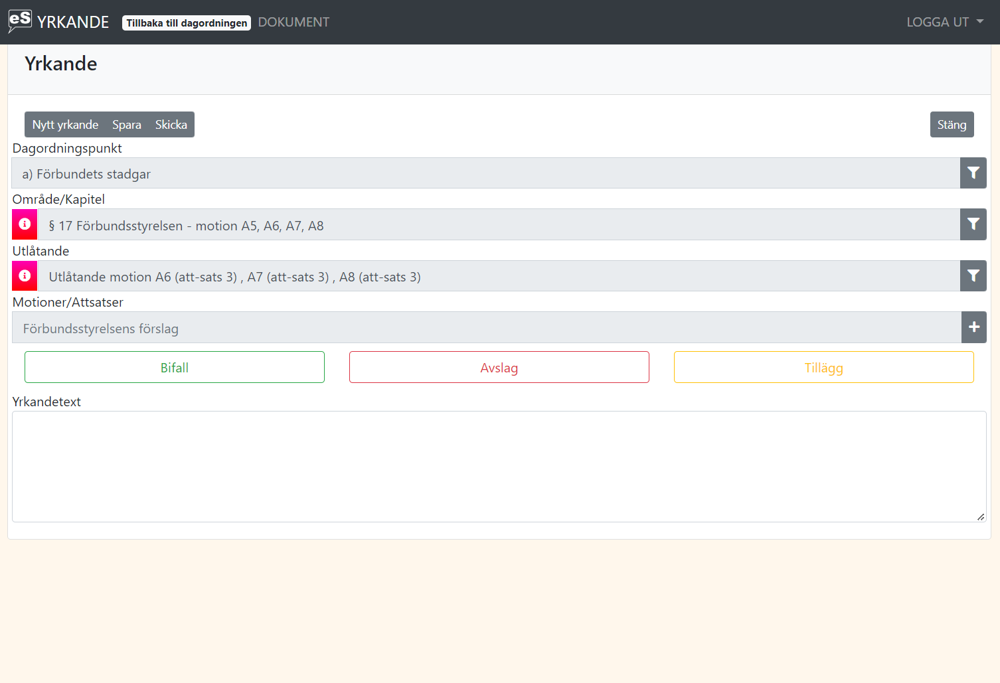 eS YRKANDE Tillbaka till dagordningen DOKUMENT LOGGA UT
Yrkande
Nytt yrkande Spara Skicka Stäng
Dagordningspunkt
a) Förbundets stadgar
Område/Kapitel
§ 17 Förbundsstyrelsen - motion A5, A6, A7, A8
Utlåtande
Utlåtande motion A6 (att-sats 3) , A7 (att-sats 3) , A8 (att-sats 3)
Motioner/Attsatser
Förbundsstyrelsens förslag
Bifall Avslag Tillägg
Yrkandetext